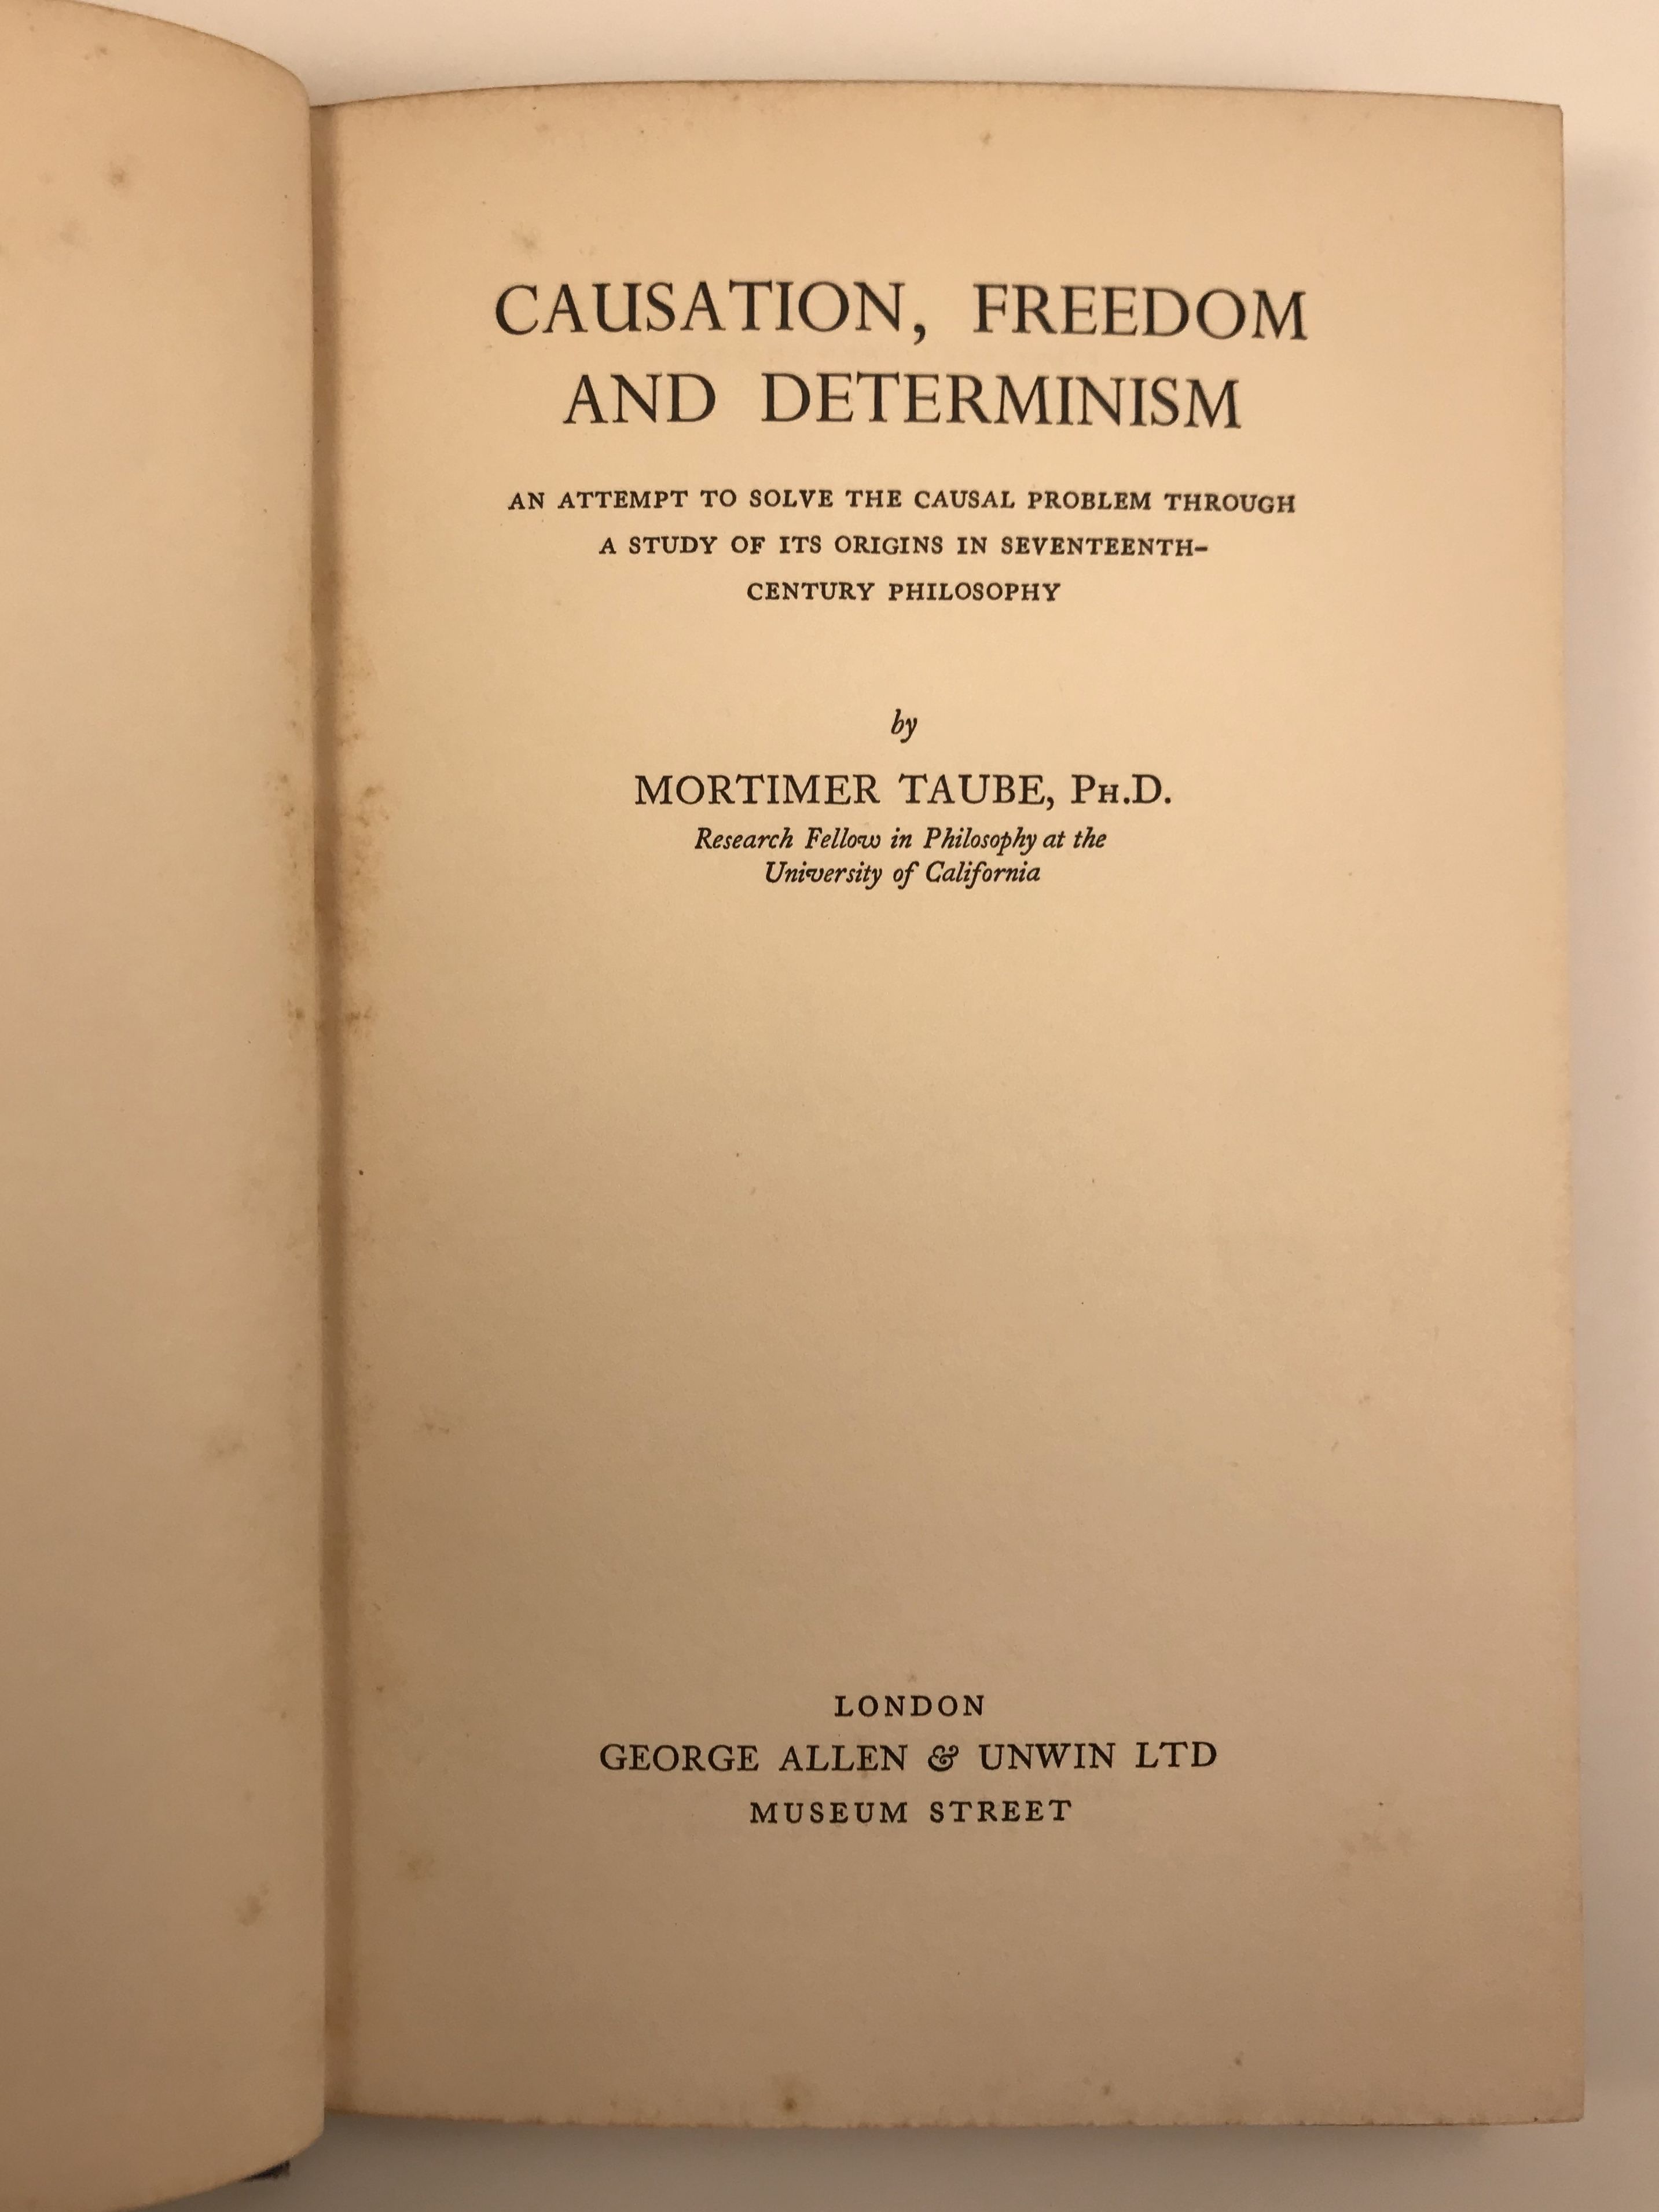 CAUSATION, FREEDOM
AND DETERMINISM
AN ATTEMPT TO SOLVE THE CAUSAL PROBLEM THROUGH
A STUDY OF ITS ORIGINS IN SEVENTEENTH-
CENTURY PHILOSOPHY
by
MORTIMER TAUBE, PH.D.
Research Fellow in Philosophy at the
University of California
LONDON
GEORGE ALLEN & UNWIN LTD
MUSEUM STREET